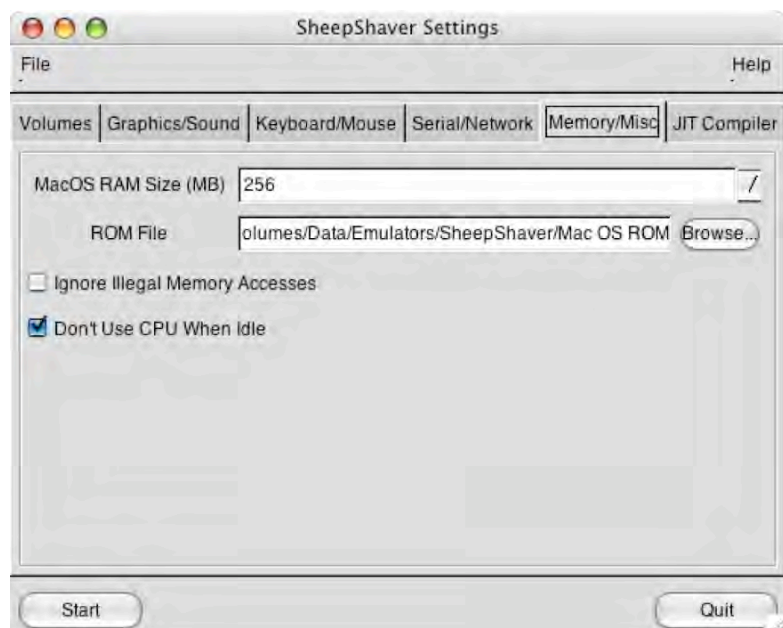 SheepShaver Settings
File Help
Volumes Graphics/Sound Keyboard/Mouse Serial/Network Memory/Misc JIT Compiler
MacOS RAM Size (MB) 256
ROM File olumes/Data/Emulators/SheepShaver/Mac OS ROM Browse...
Ignore Illegal Memory Accesses
Don't Use CPU When Idle
Start Quit